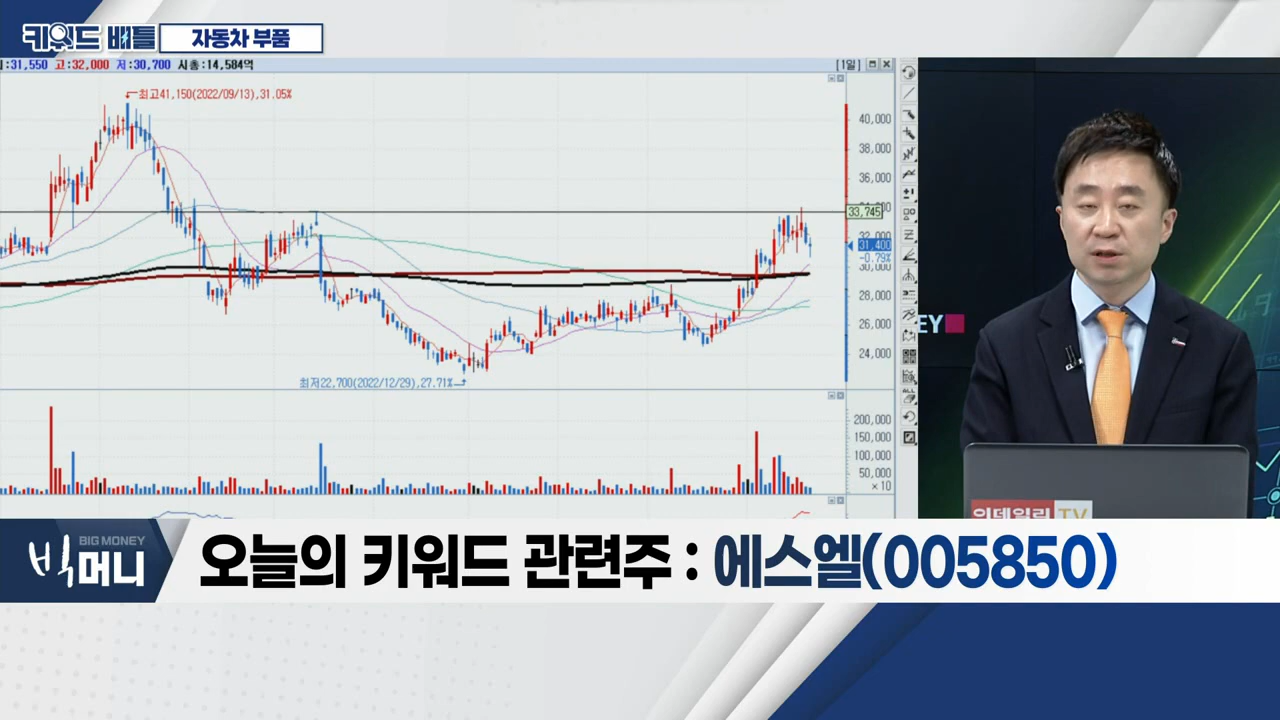 키워드 배틀
자동차 부품
:31,550 고:32,000 저:30,700 시총:14,584억
[1일]
최고41,150(2022/09/13),31.05%
40,000
38,000
36,000
33,745
32,000
31,400
-0.79%
30,000
28,000
26,000
24,000
최저22,700(2022/12/29),27.71%
200,000
150,000
100,000
50,000
×10
ALL
EY
이데일리 TV
BIG MONEY
빅머니
오늘의 키워드 관련주 : 에스엘(005850)